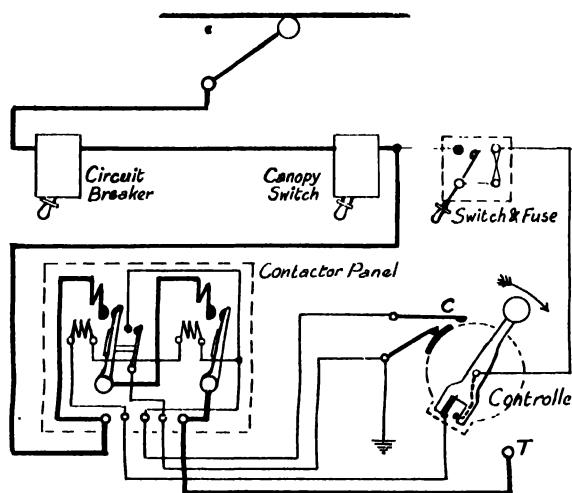 Circuit
Breaker
Canopy
Switch
Switch & Fuse
Contactor Panel
C
Controlle
T